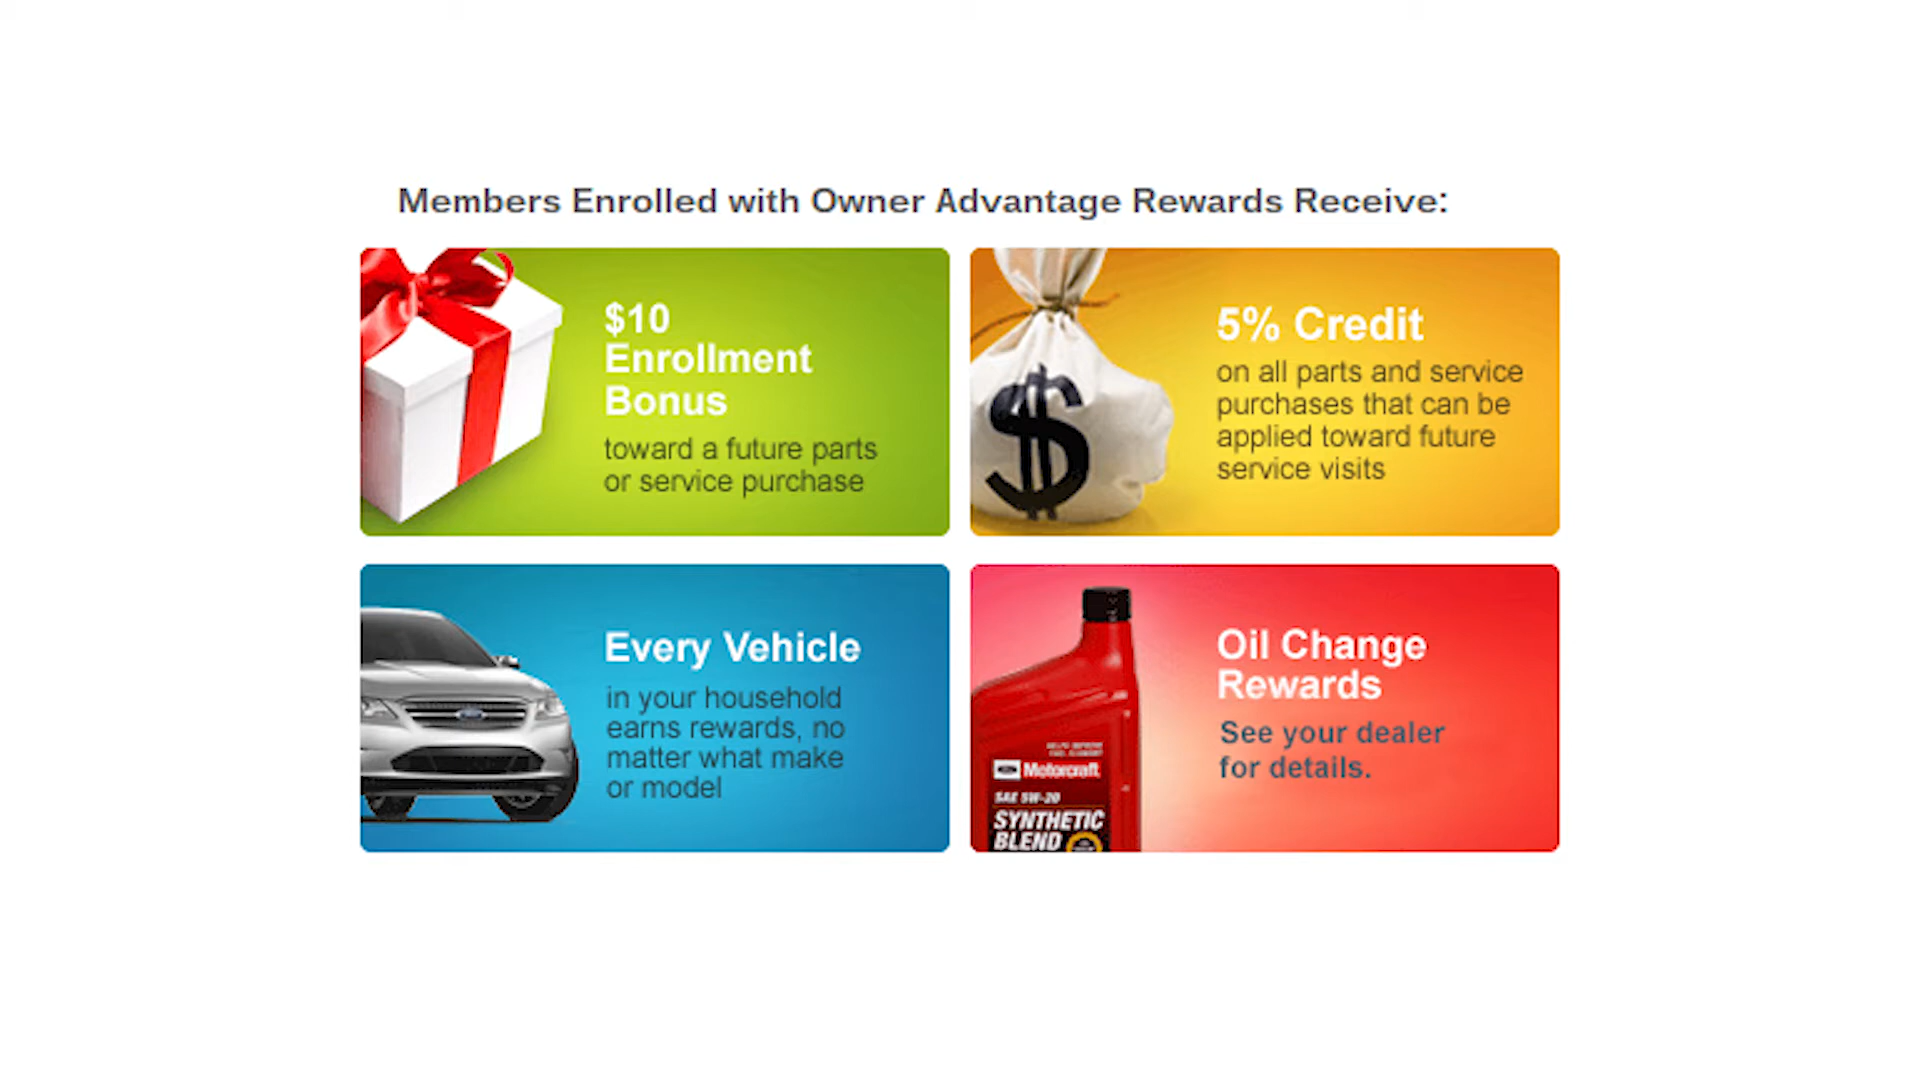 Members Enrolled with Owner Advantage Rewards Receive:
$10
Enrollment
Bonus
toward a future parts
or service purchase
5% Credit
on all parts and service
purchases that can be
applied toward future
service visits
$
Every Vehicle
in your household
earns rewards, no
matter what make
or model
Oil Change
Rewards
See your dealer
for details.
Motorcraft
SAE 5W-20
SYNTHETIC
BLEND